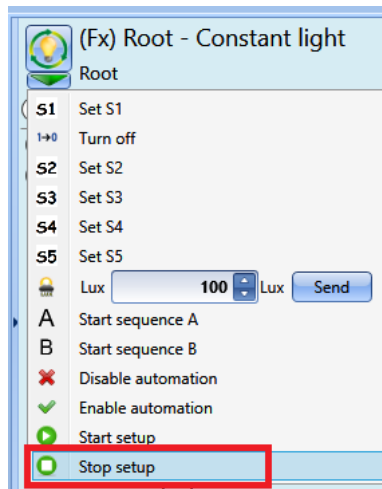 (Fx) Root - Constant light
Root
S1 Set S1
1→0 Turn off
S2 Set S2
S3 Set S3
S4 Set S4
S5 Set S5
Lux 100 Lux Send
A Start sequence A
B Start sequence B
Disable automation
Enable automation
Start setup
Stop setup